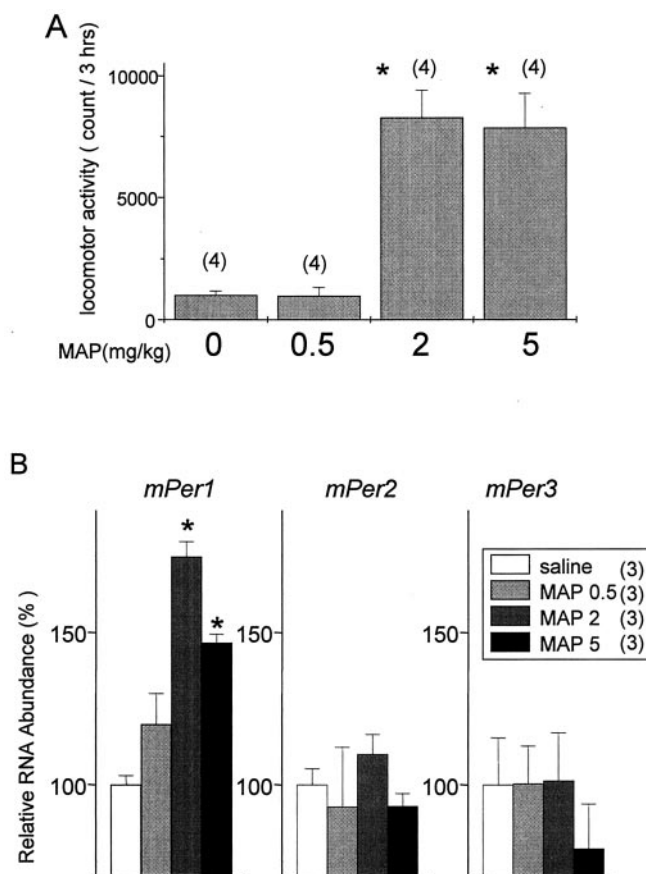 A
locomotor activity ( count / 3 hrs)
10000
5000
0
* (4)
* (4)
(4)
(4)
MAP(mg/kg) 0 0.5 2 5
B
mPer1 mPer2 mPer3
Relative RNA Abundance (% )
150
100
*
*
150
100
150
100
saline (3)
MAP 0.5 (3)
MAP 2 (3)
MAP 5 (3)